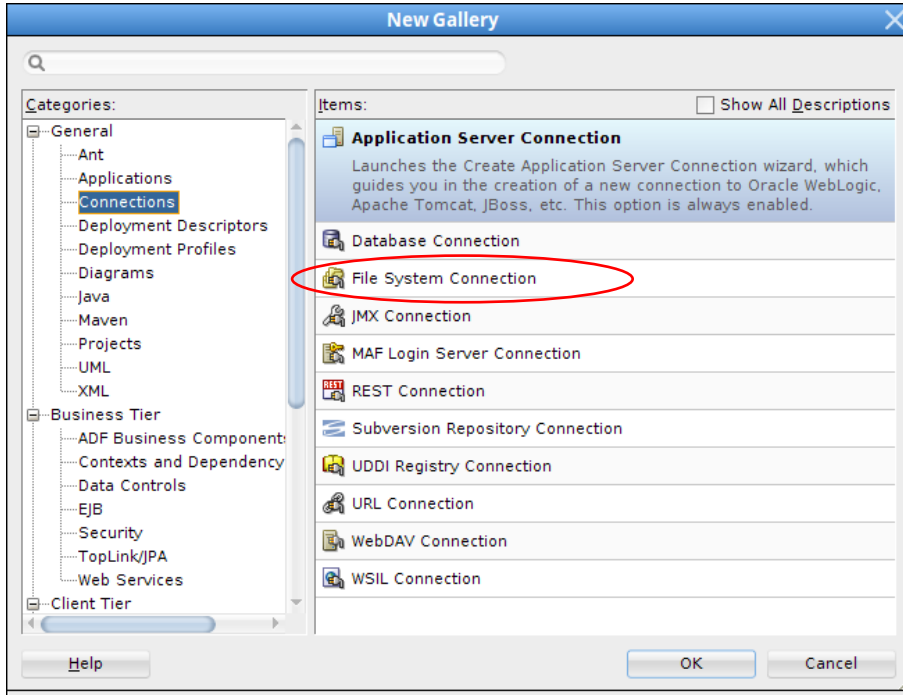 New Gallery
Categories:
General
Ant
Applications
Connections
Deployment Descriptors
Deployment Profiles
Diagrams
Java
Maven
Projects
UML
XML
Business Tier
ADF Business Component
Contexts and Dependency
Data Controls
EJB
Security
TopLink/JPA
Web Services
Client Tier
Items:
Show All Descriptions
Application Server Connection
Launches the Create Application Server Connection wizard, which
guides you in the creation of a new connection to Oracle WebLogic,
Apache Tomcat, JBoss, etc. This option is always enabled.
Database Connection
File System Connection
JMX Connection
MAF Login Server Connection
REST
REST Connection
Subversion Repository Connection
UDDI Registry Connection
URL Connection
WebDAV Connection
WSIL Connection
Help
OK
Cancel